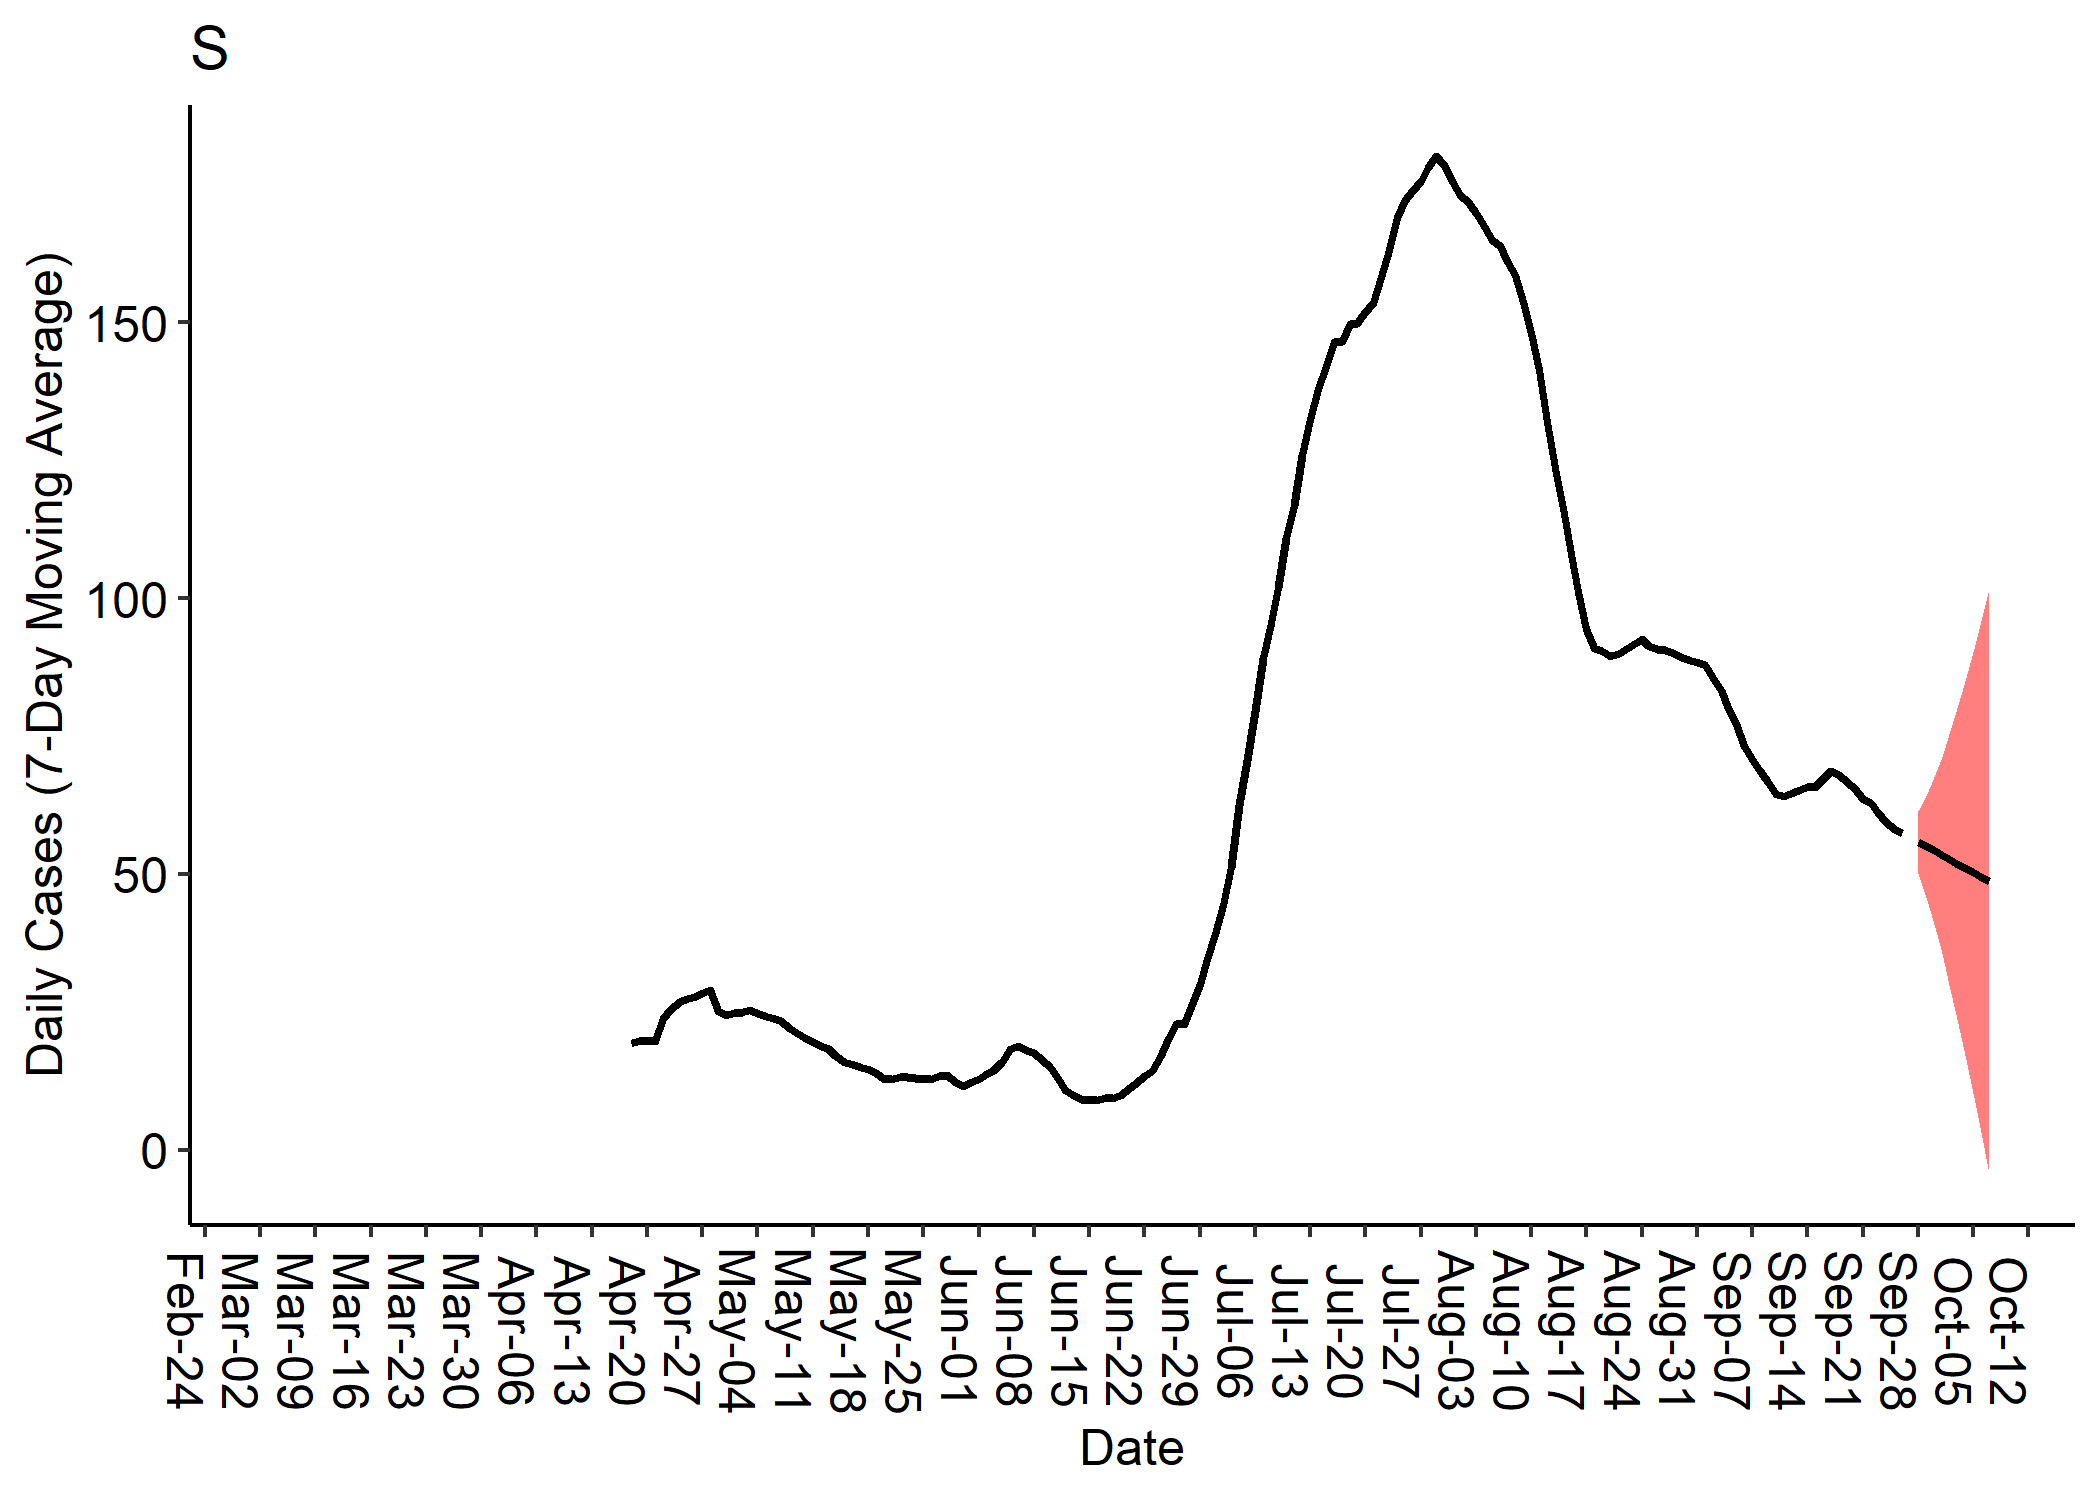 S
Daily Cases (7-Day Moving Average)
150
100
50
0
Feb-24
Mar-02
Mar-09
Mar-16
Mar-23
Mar-30
Apr-06
Apr-13
Apr-20
Apr-27
May-04
May-11
May-18
May-25
Jun-01
Jun-08
Jun-15
Jun-22
Jun-29
Jul-06
Jul-13
Jul-20
Jul-27
Aug-03
Aug-10
Aug-17
Aug-24
Aug-31
Sep-07
Sep-14
Sep-21
Sep-28
Oct-05
Oct-12
Date